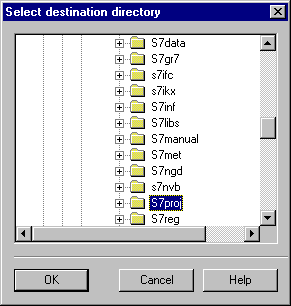 Select destination directory
S7data
S7gr7
s7ifc
s7ikx
S7inf
S7libs
S7manual
S7met
S7ngd
s7nvb
S7proj
S7reg
OK
Cancel
Help